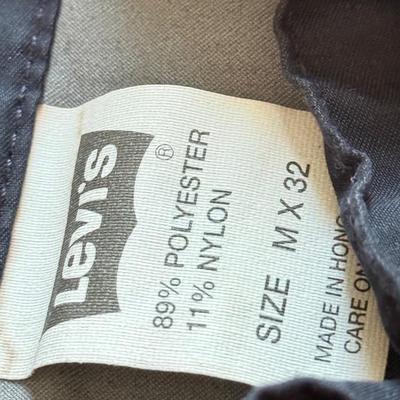 Levi's ®
89% POLYESTER
11% NYLON
SIZE M X 32
MADE IN HONG
CARE ON